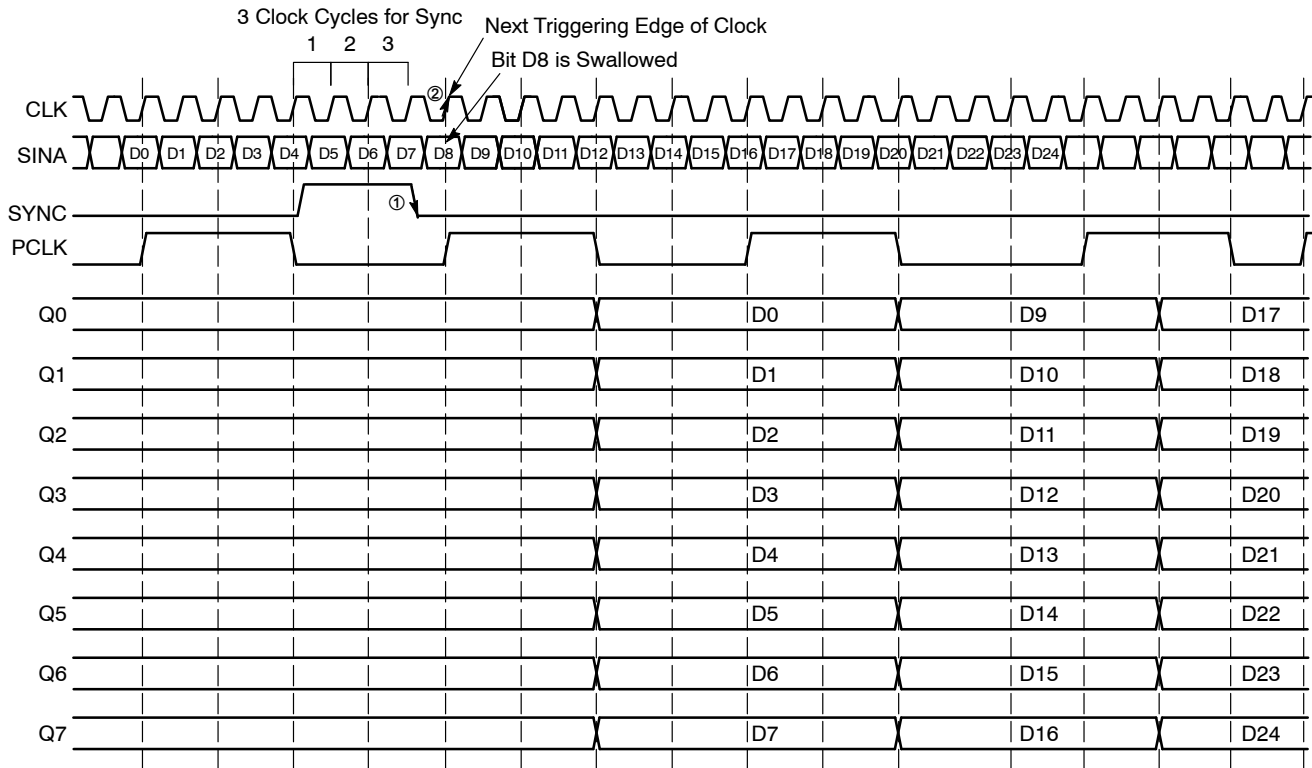 3 Clock Cycles for Sync
Next Triggering Edge of Clock
1 2 3
Bit D8 is Swallowed
CLK ②
SINA D0 D1 D2 D3 D4 D5 D6 D7 D8 D9 D10 D11 D12 D13 D14 D15 D16 D17 D18 D19 D20 D21 D22 D23 D24
SYNC ①
PCLK
Q0 D0 D9 D17
Q1 D1 D10 D18
Q2 D2 D11 D19
Q3 D3 D12 D20
Q4 D4 D13 D21
Q5 D5 D14 D22
Q6 D6 D15 D23
Q7 D7 D16 D24